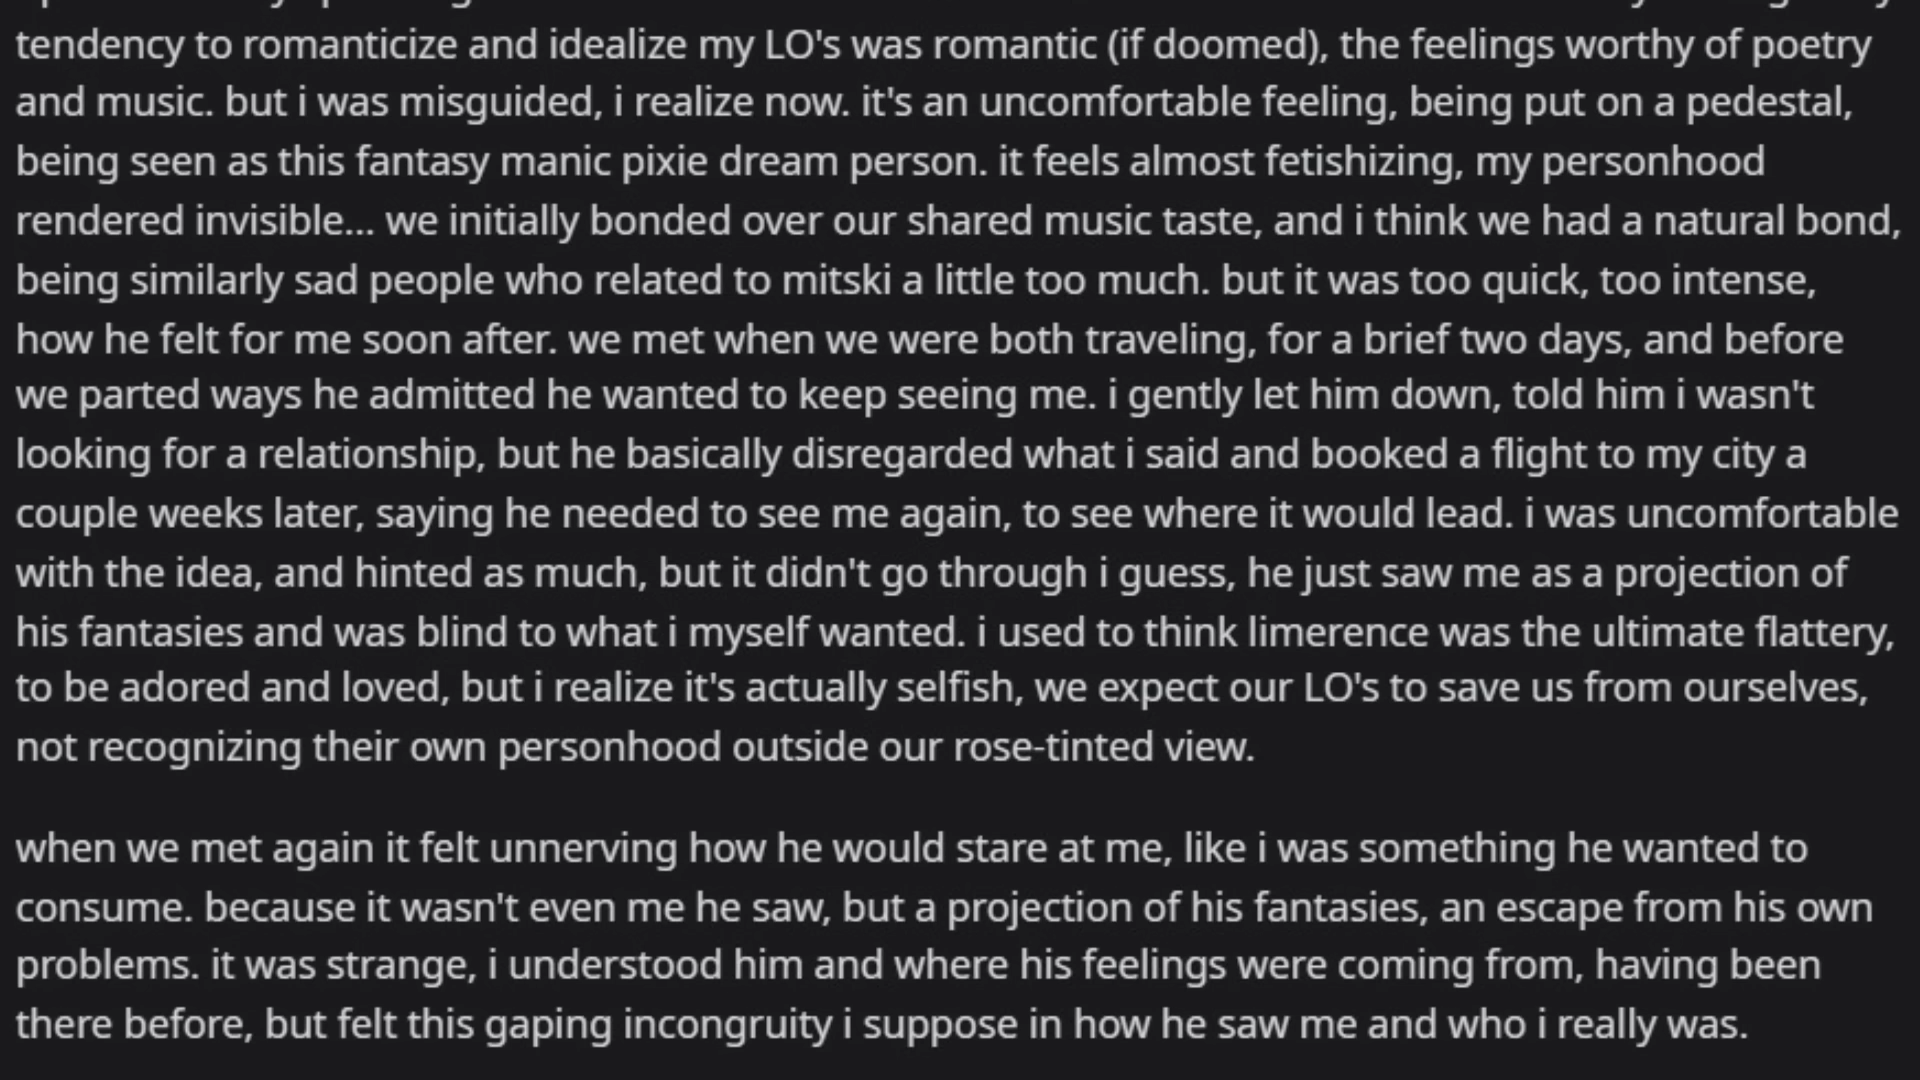 tendency to romanticize and idealize my LO's was romantic (if doomed), the feelings worthy of poetry
and music. but i was misguided, i realize now. it's an uncomfortable feeling, being put on a pedestal,
being seen as this fantasy manic pixie dream person. it feels almost fetishizing, my personhood
rendered invisible... we initially bonded over our shared music taste, and i think we had a natural bond,
being similarly sad people who related to mitski a little too much. but it was too quick, too intense,
how he felt for me soon after. we met when we were both traveling, for a brief two days, and before
we parted ways he admitted he wanted to keep seeing me. i gently let him down, told him i wasn't
looking for a relationship, but he basically disregarded what i said and booked a flight to my city a
couple weeks later, saying he needed to see me again, to see where it would lead. i was uncomfortable
with the idea, and hinted as much, but it didn't go through i guess, he just saw me as a projection of
his fantasies and was blind to what i myself wanted. i used to think limerence was the ultimate flattery,
to be adored and loved, but i realize it's actually selfish, we expect our LO's to save us from ourselves,
not recognizing their own personhood outside our rose-tinted view.
when we met again it felt unnerving how he would stare at me, like i was something he wanted to
consume. because it wasn't even me he saw, but a projection of his fantasies, an escape from his own
problems. it was strange, i understood him and where his feelings were coming from, having been
there before, but felt this gaping incongruity i suppose in how he saw me and who i really was.